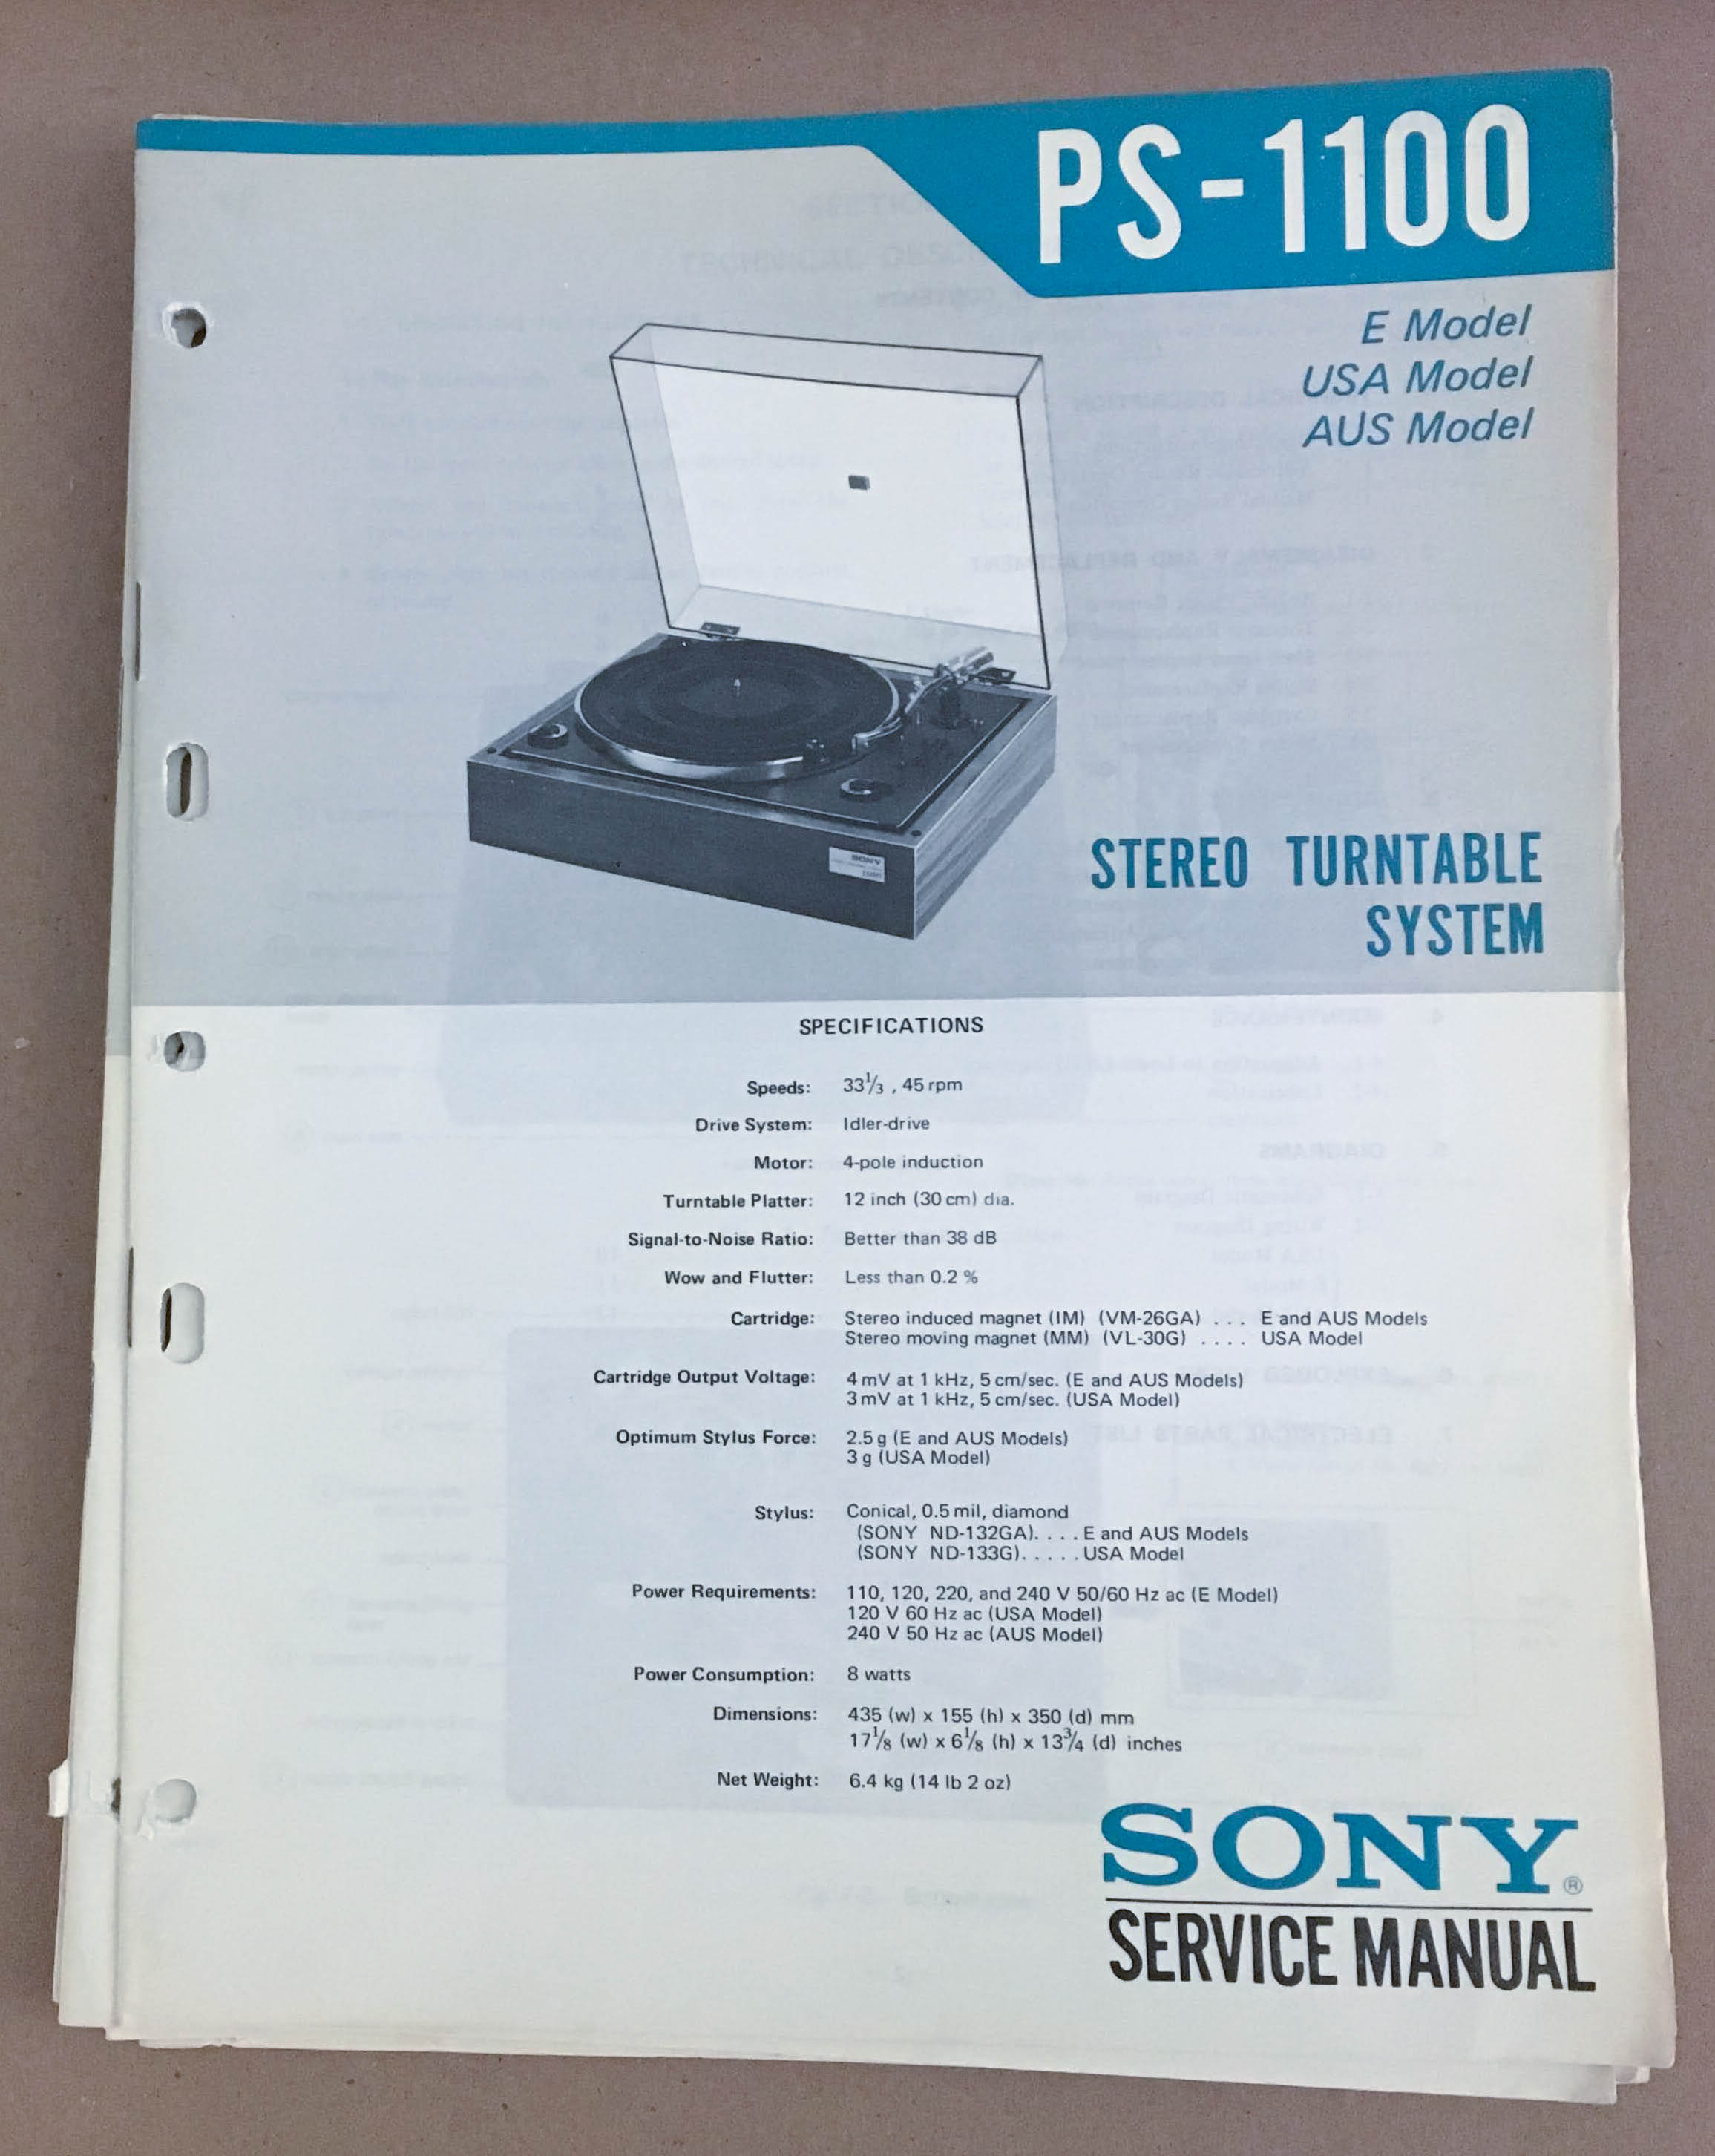 PS-1100
E Model
USA Model
AUS Model
SONY
1100
STEREO TURNTABLE
SYSTEM
SPECIFICATIONS
Speeds: 33⅓ , 45 rpm
Drive System: Idler-drive
Motor: 4-pole induction
Turntable Platter: 12 inch (30 cm) dia.
Signal-to-Noise Ratio: Better than 38 dB
Wow and Flutter: Less than 0.2 %
Cartridge: Stereo induced magnet (IM) (VM-26GA) . . . E and AUS Models
Stereo moving magnet (MM) (VL-30G) . . . . USA Model
Cartridge Output Voltage: 4 mV at 1 kHz, 5 cm/sec. (E and AUS Models)
3 mV at 1 kHz, 5 cm/sec. (USA Model)
Optimum Stylus Force: 2.5 g (E and AUS Models)
3 g (USA Model)
Stylus: Conical, 0.5 mil, diamond
(SONY ND-132GA). . . . E and AUS Models
(SONY ND-133G). . . . . USA Model
Power Requirements: 110, 120, 220, and 240 V 50/60 Hz ac (E Model)
120 V 60 Hz ac (USA Model)
240 V 50 Hz ac (AUS Model)
Power Consumption: 8 watts
Dimensions: 435 (w) x 155 (h) x 350 (d) mm
17⅛ (w) x 6⅛ (h) x 13¾ (d) inches
Net Weight: 6.4 kg (14 lb 2 oz)
SONY®
SERVICE MANUAL